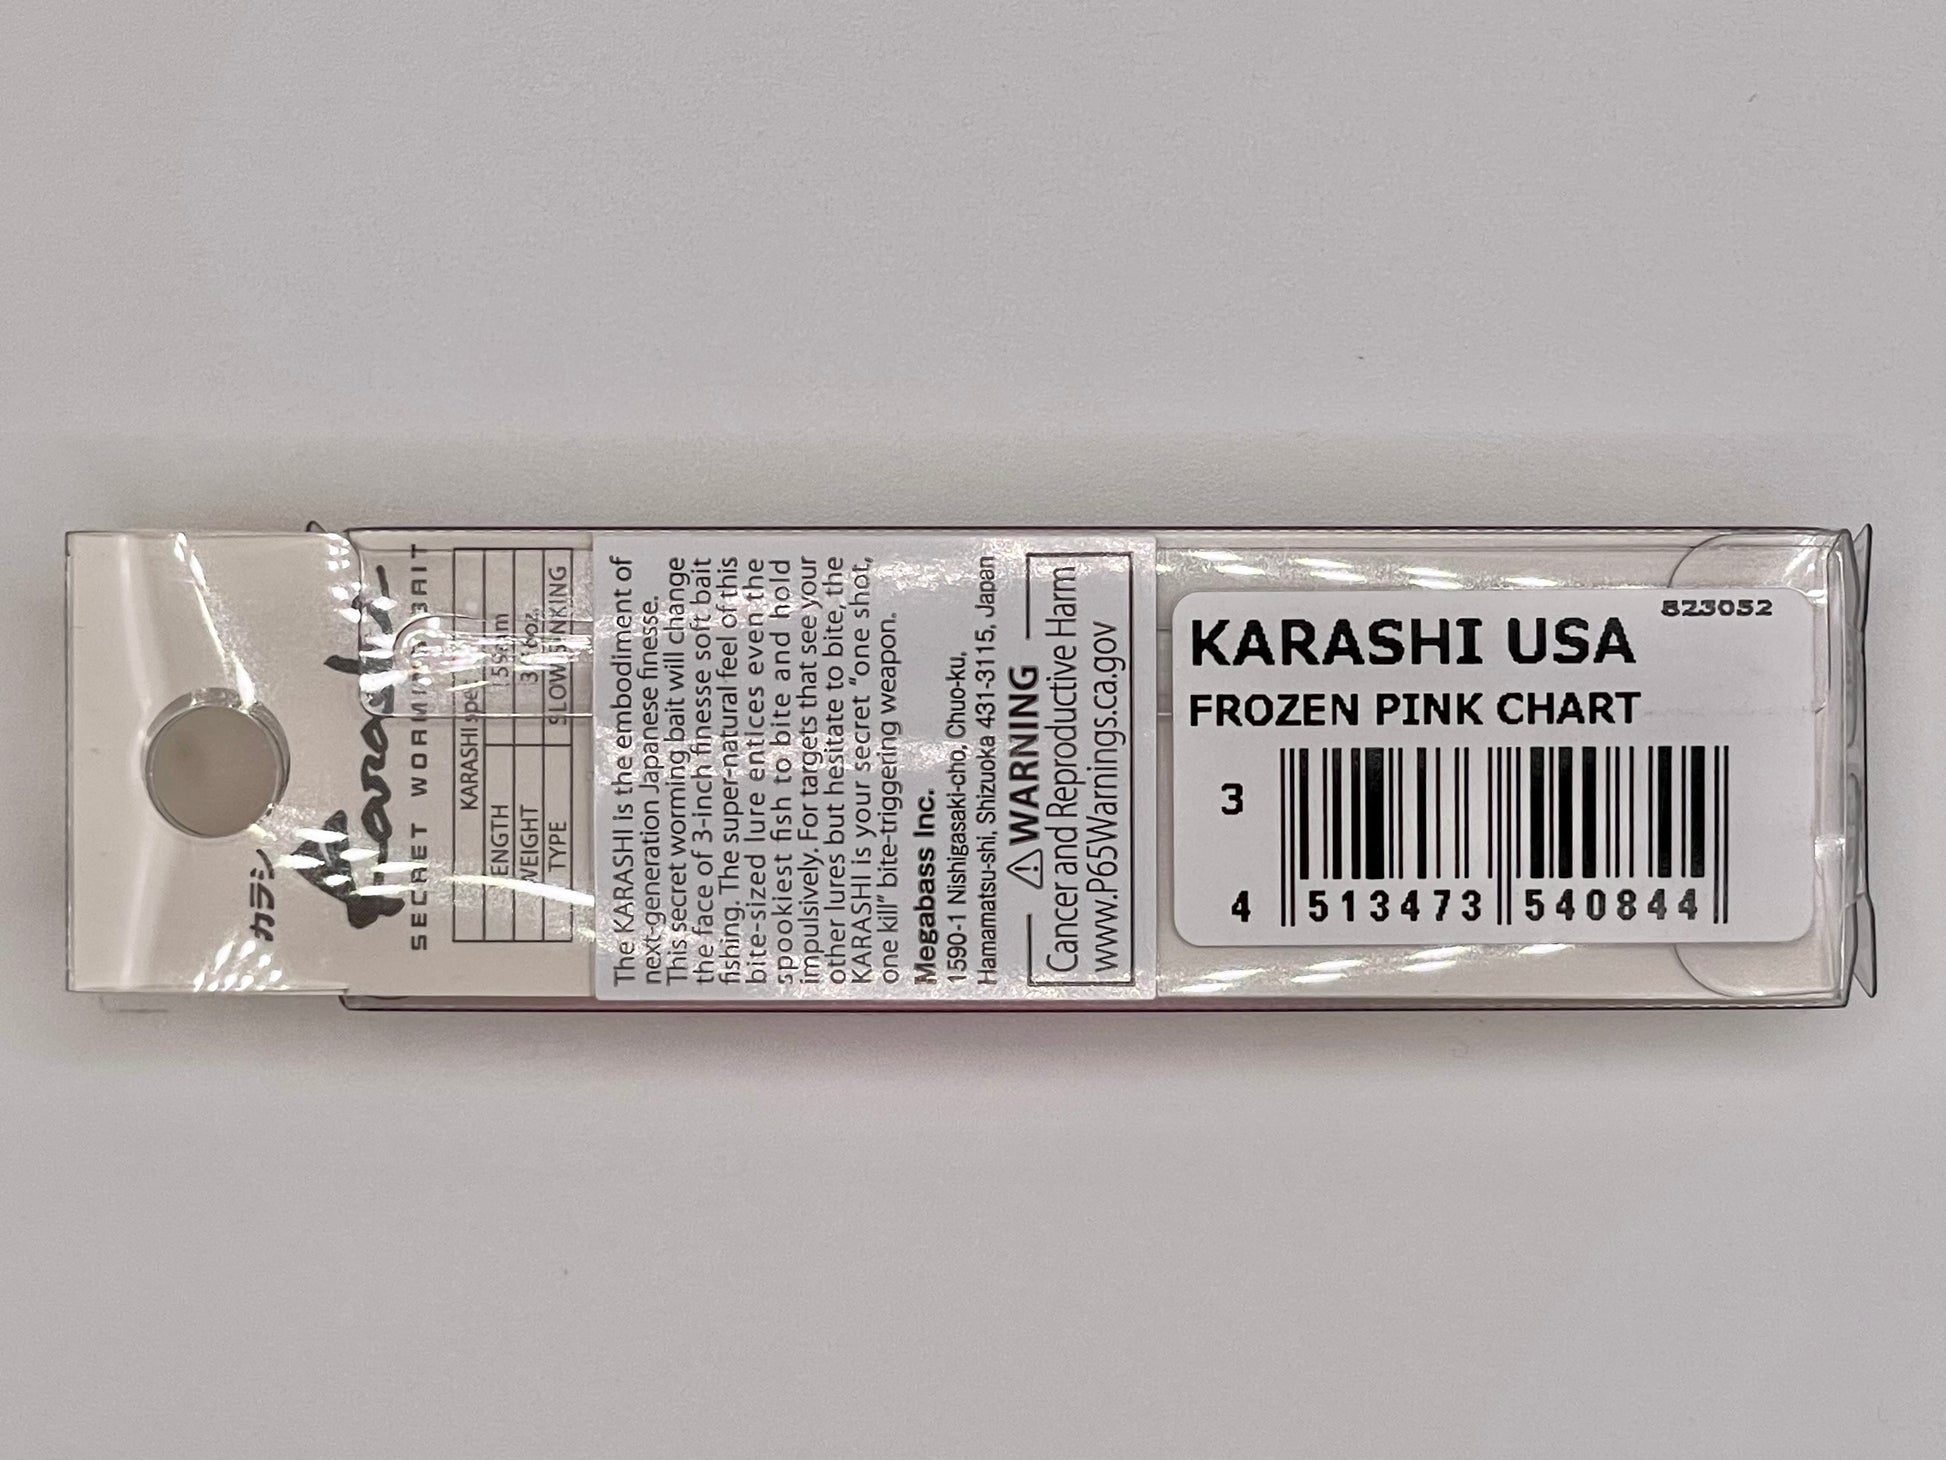 カラシ
Karashi
SECRET WORMING BAIT
KARASHI spec
LENGTH
WEIGHT
TYPE SLOW SINKING
The KARASHI is the embodiment of
next-generation Japanese finesse.
This secret worming bait will change
the face of 3-inch finesse soft bait
fishing. The super-natural feel of this
bite-sized lure entices even the
spookiest fish to bite and hold
impulsively. For targets that see your
other lures but hesitate to bite, the
KARASHI is your secret “one shot,
one kill” bite-triggering weapon.
Megabass Inc.
1590-1 Nishigasaki-cho, Chuo-ku,
Hamamatsu-shi, Shizuoka 431-3115, Japan
⚠WARNING
Cancer and Reproductive Harm
www.P65Warnings.ca.gov
823052
KARASHI USA
FROZEN PINK CHART
3
4 513473 540844